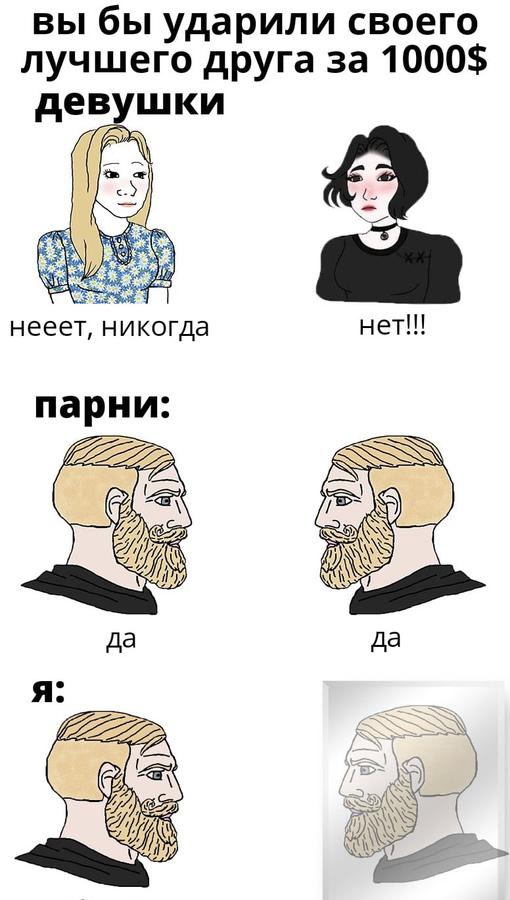 вы бы ударили своего
лучшего друга за 1000$
девушки
нееет, никогда
нет!!!
парни:
да
да
я: